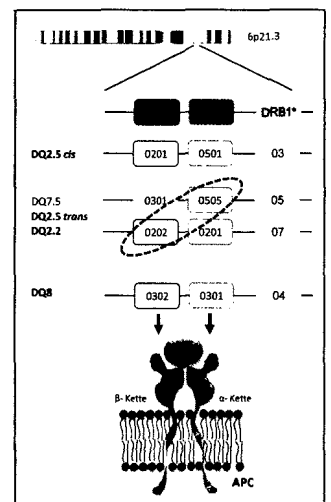 6p21.3
DRB1*
DQ2.5 cis 0201 0501 03
DQ7.5 0301 0505 05
DQ2.5 trans
DQ2.2 0202 0201 07
DQ8 0302 0301 04
β- Kette α- Kette
APC